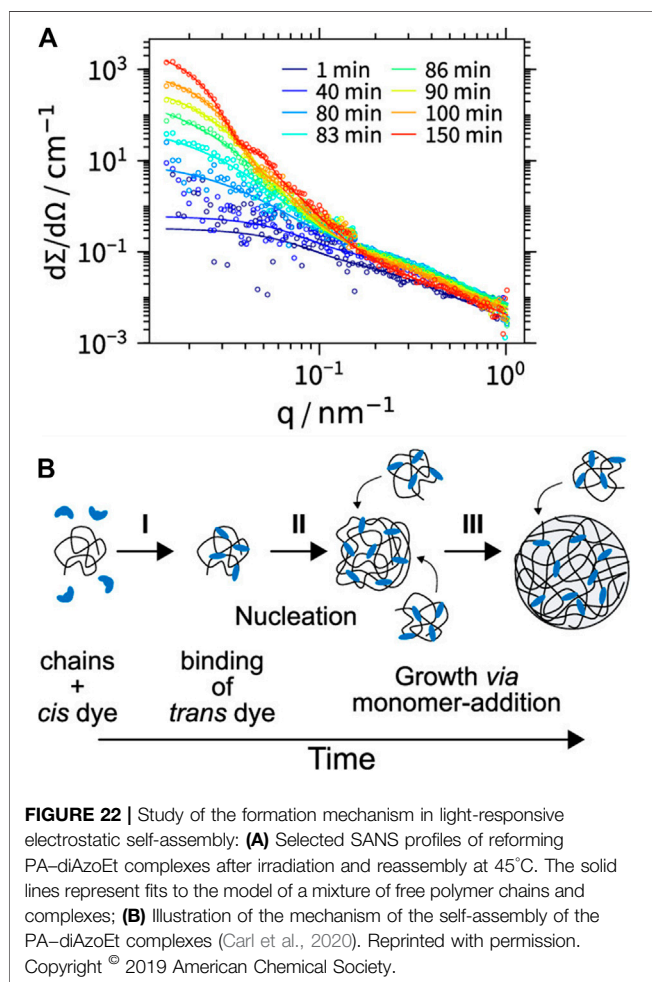 A
dΣ/dΩ / cm⁻¹
10³
10¹
10⁻¹
10⁻³
1 min
40 min
80 min
83 min
86 min
90 min
100 min
150 min
10⁻¹
10⁰
q / nm⁻¹
B
I
II
III
Nucleation
chains
+
cis dye
binding
of
trans dye
Growth via
monomer-addition
Time
FIGURE 22 | Study of the formation mechanism in light-responsive
electrostatic self-assembly: (A) Selected SANS profiles of reforming
PA–diAzoEt complexes after irradiation and reassembly at 45°C. The solid
lines represent fits to the model of a mixture of free polymer chains and
complexes; (B) Illustration of the mechanism of the self-assembly of the
PA–diAzoEt complexes (Carl et al., 2020). Reprinted with permission.
Copyright © 2019 American Chemical Society.